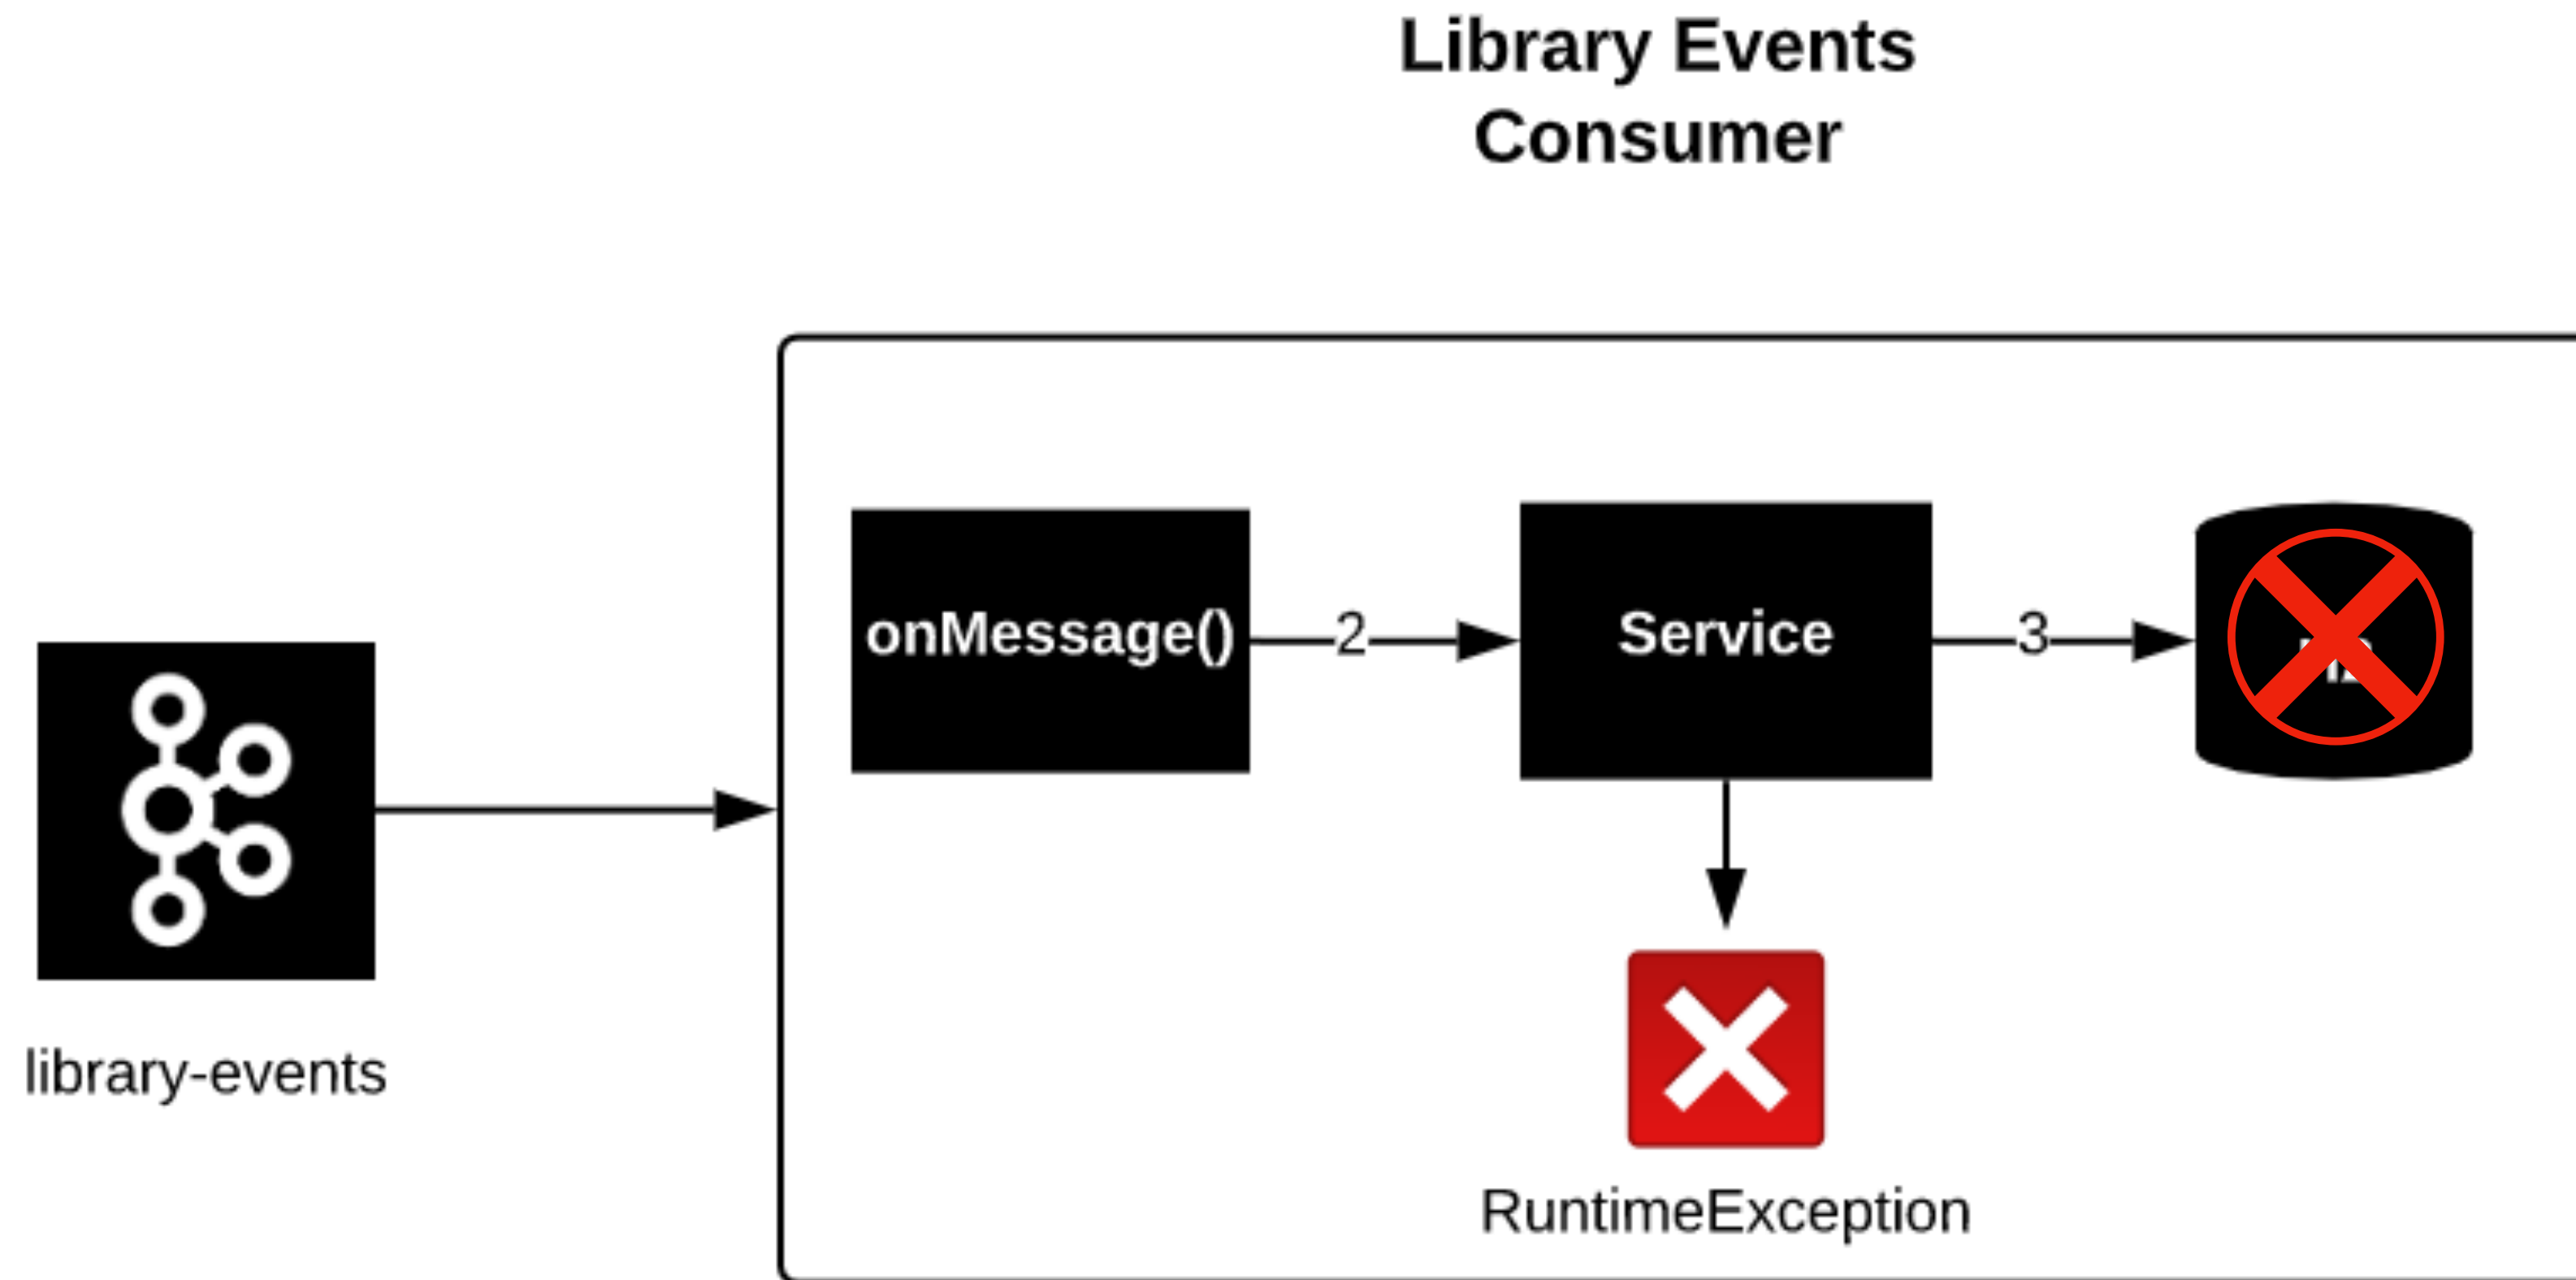 Library Events
Consumer
onMessage()
2
Service
3
library-events
RuntimeException